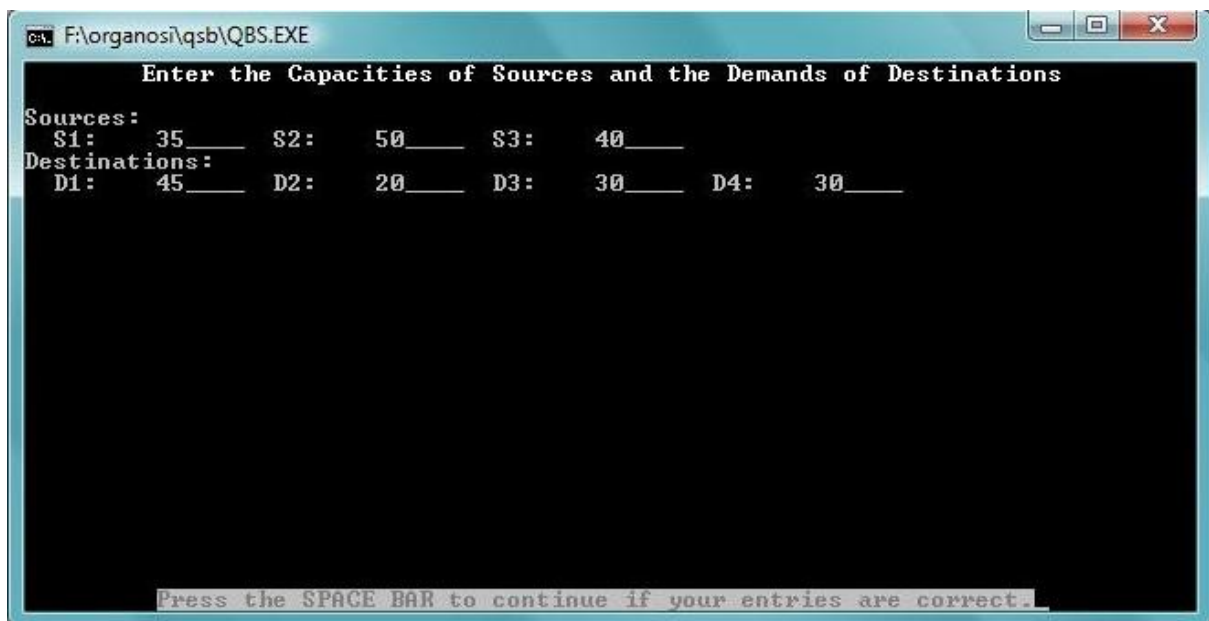 F:\organosi\qsb\QBS.EXE
Enter the Capacities of Sources and the Demands of Destinations
Sources:
S1: 35____ S2: 50____ S3: 40____
Destinations:
D1: 45____ D2: 20____ D3: 30____ D4: 30____
Press the SPACE BAR to continue if your entries are correct.